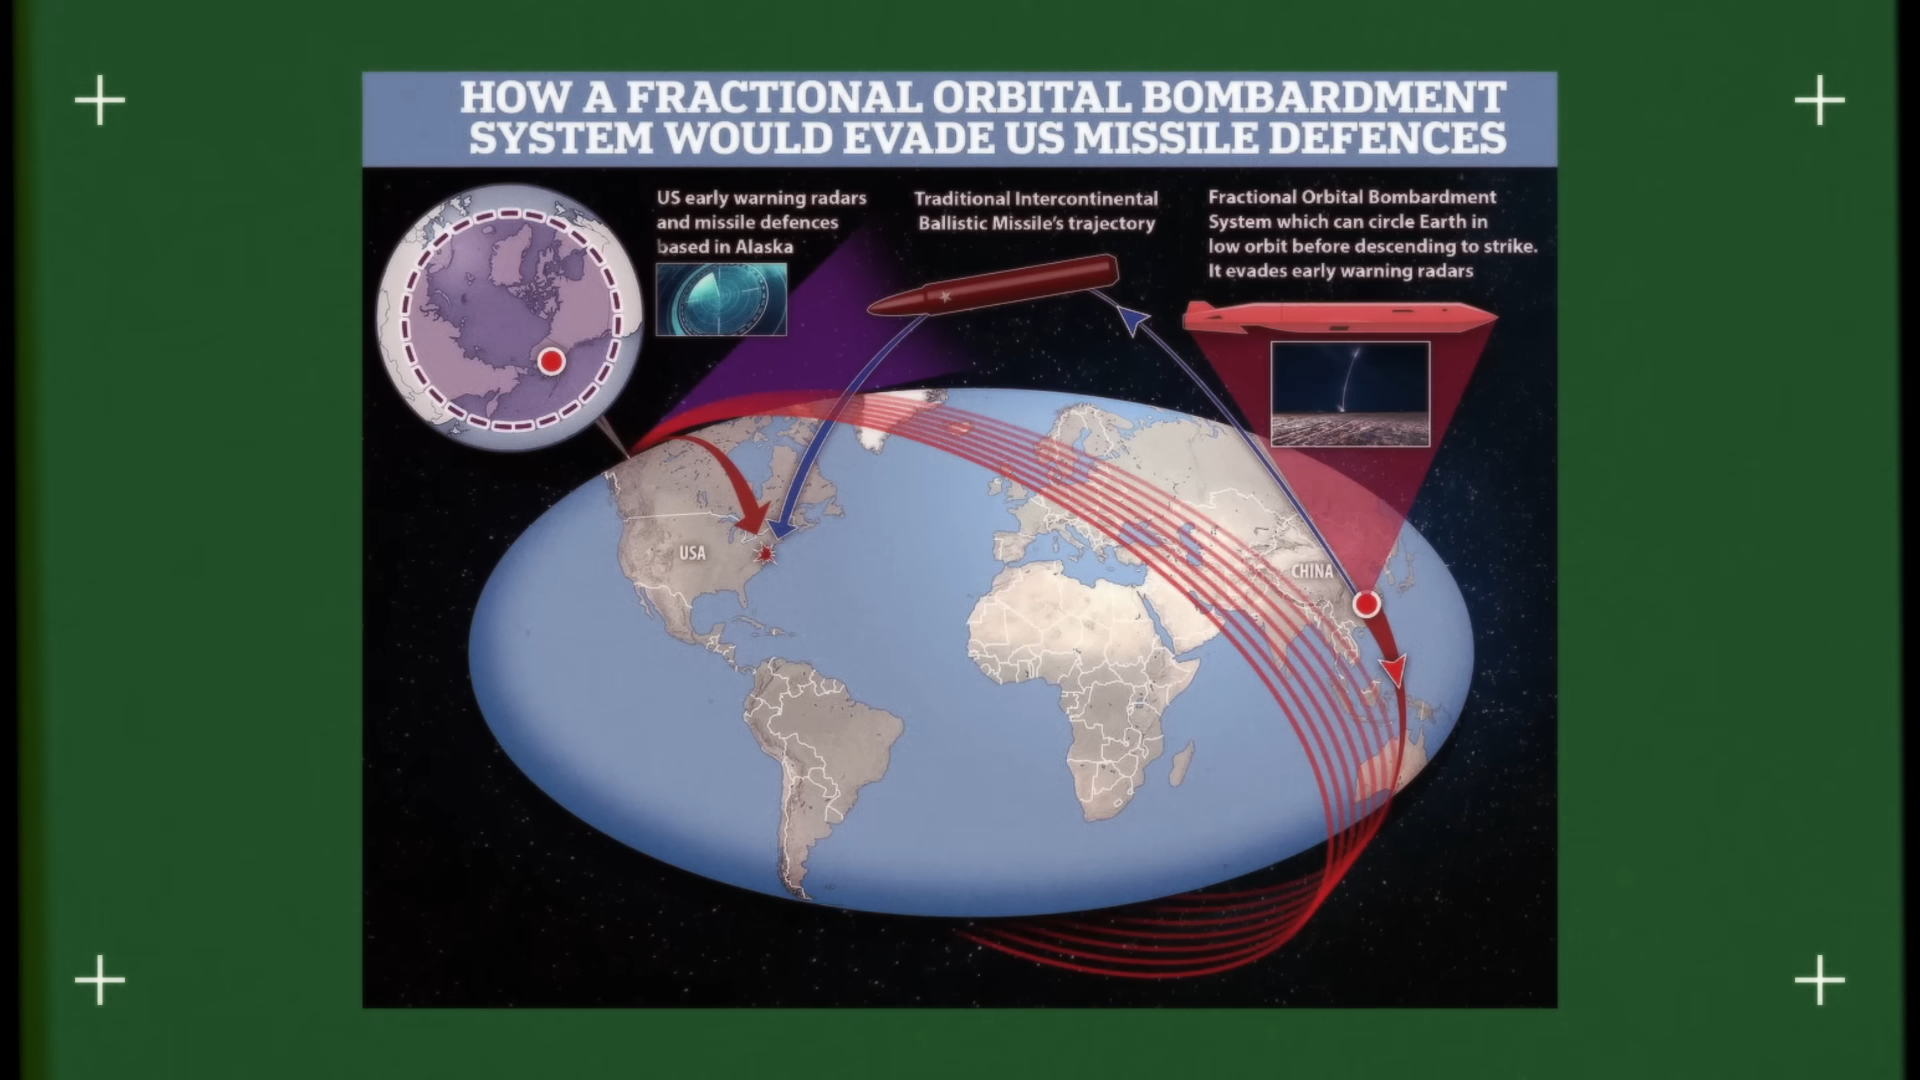 HOW A FRACTIONAL ORBITAL BOMBARDMENT
SYSTEM WOULD EVADE US MISSILE DEFENCES
US early warning radars
and missile defences
based in Alaska
Traditional Intercontinental
Ballistic Missile's trajectory
Fractional Orbital Bombardment
System which can circle Earth in
low orbit before descending to strike.
It evades early warning radars
USA
CHINA